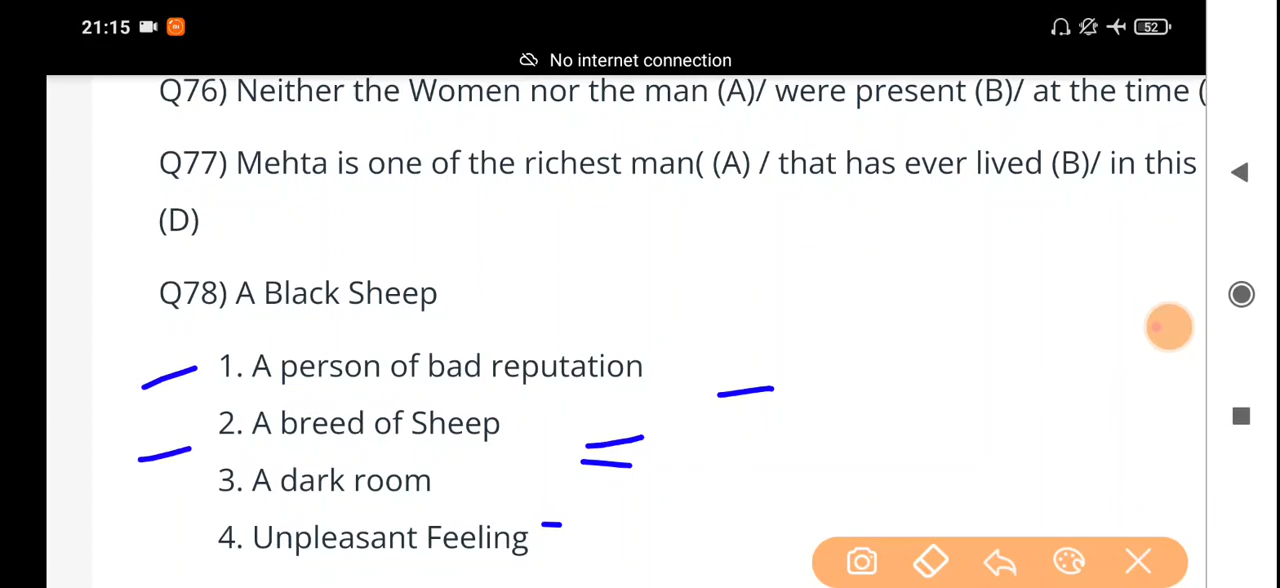 21:15
52
No internet connection
Q76) Neither the Women nor the man (A)/ were present (B)/ at the time (
Q77) Mehta is one of the richest man( (A) / that has ever lived (B)/ in this
(D)
Q78) A Black Sheep
1. A person of bad reputation
2. A breed of Sheep
3. A dark room
4. Unpleasant Feeling